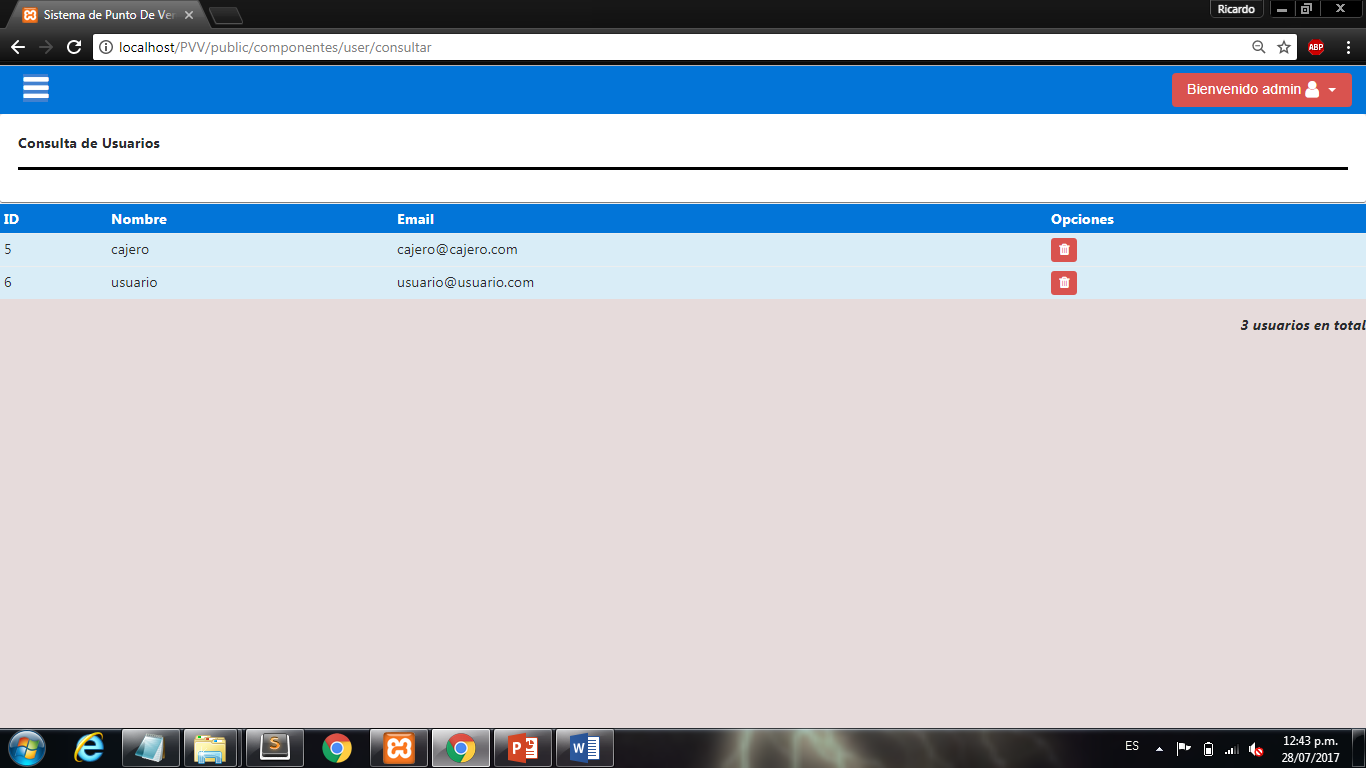 Sistema de Punto De Ver
Ricardo
localhost/PVV/public/componentes/user/consultar
ABP
Bienvenido admin
Consulta de Usuarios
ID Nombre Email Opciones
5 cajero cajero@cajero.com
6 usuario usuario@usuario.com
3 usuarios en total
ES
12:43 p.m.
28/07/2017